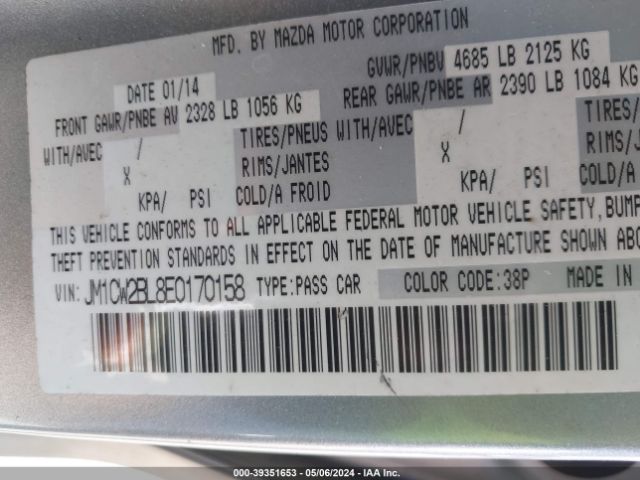 MFD. BY MAZDA MOTOR CORPORATION
GVWR/PNBV 4685 LB 2125 KG
DATE 01/14
FRONT GAWR/PNBE AV 2328 LB 1056 KG
REAR GAWR/PNBE AR 2390 LB 1084 KG
WITH/AVEC / TIRES/PNEUS WITH/AVEC / TIRES/P
X RIMS/JANTES X RIMS/JA
KPA/ PSI COLD/A FROID KPA/ PSI COLD/A
THIS VEHICLE CONFORMS TO ALL APPLICABLE FEDERAL MOTOR VEHICLE SAFETY, BUMP
THEFT PREVENTION STANDARDS IN EFFECT ON THE DATE OF MANUFACTURE SHOWN ABO
VIN: JM1CW2BL8E0170158 TYPE:PASS CAR COLOR CODE:38P MADE IN
000-39351653 - 05/06/2024 - IAA Inc.